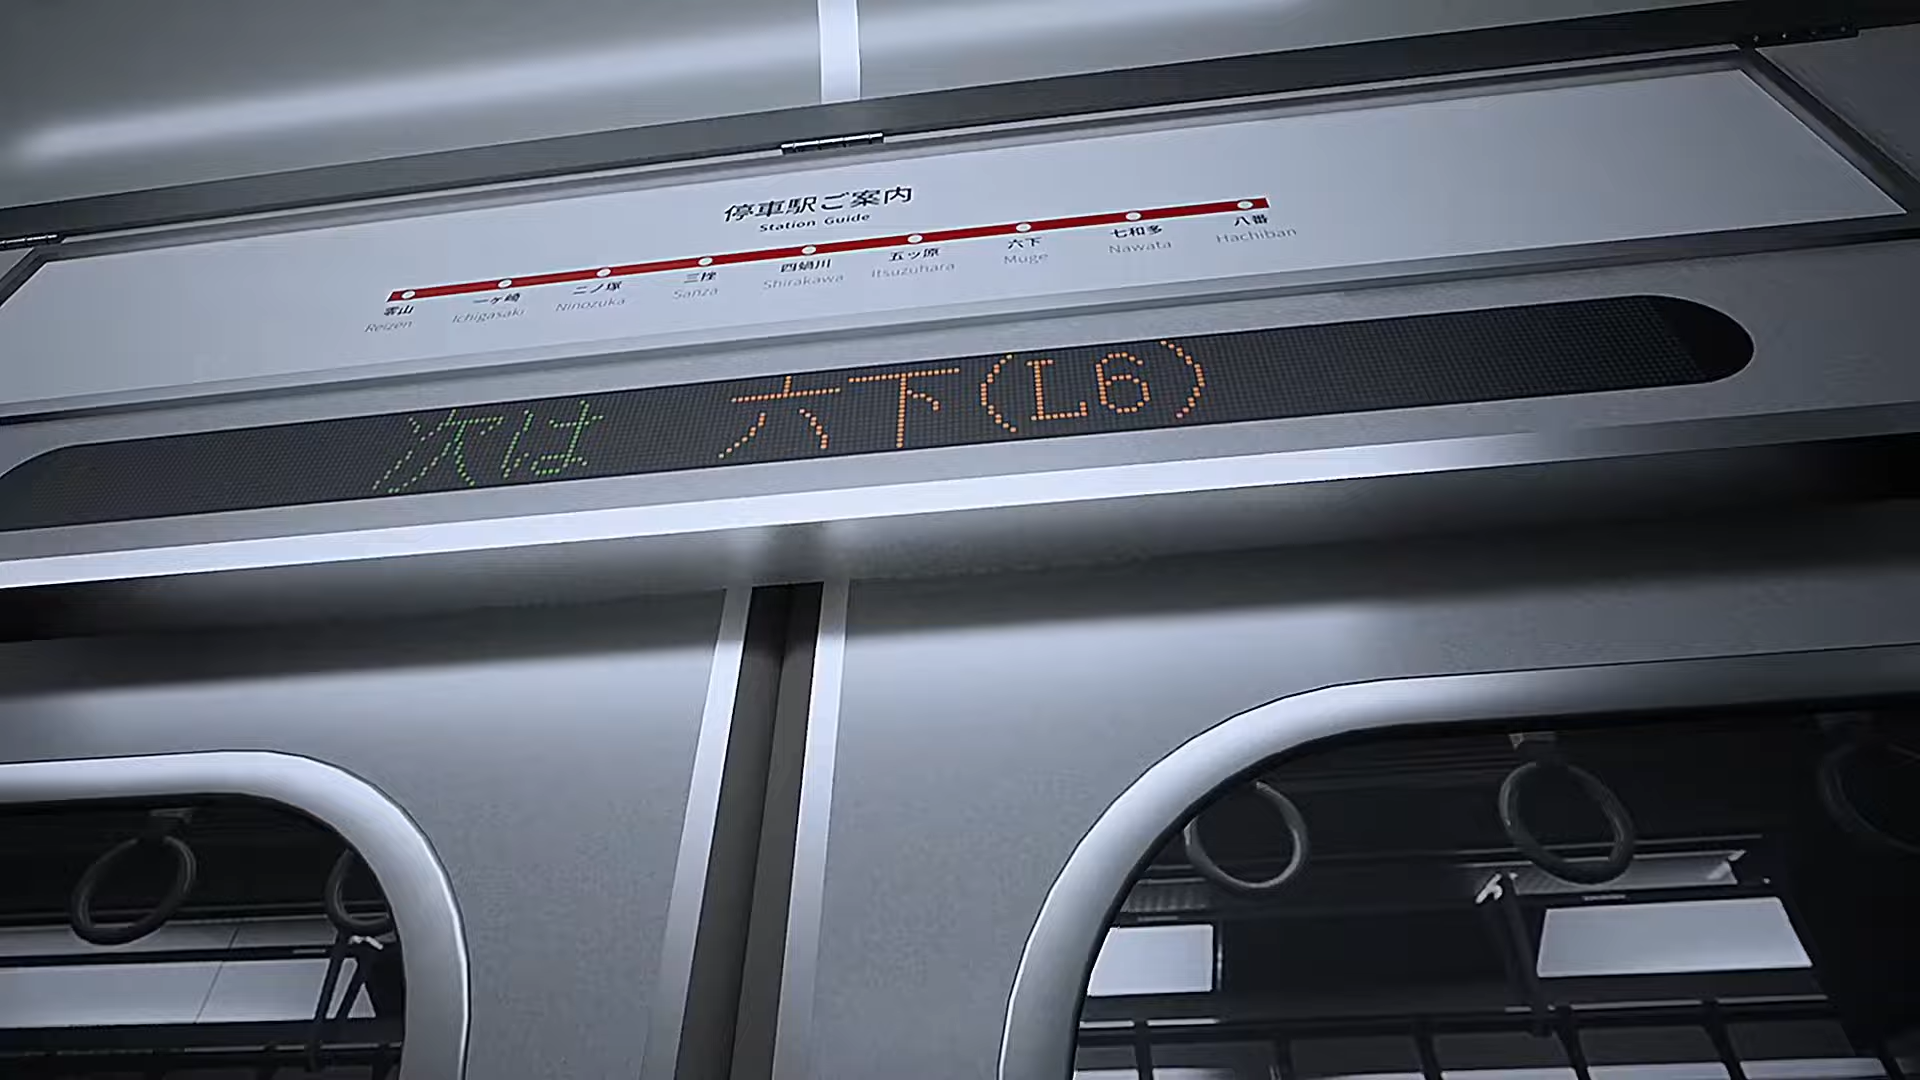 停車駅ご案内
Station Guide
零山 一ヶ崎 二ノ塚 三挫 四蝸川 五ツ原 六下 七和多 八番
Reizen Ichigasaki Ninozuka Sanza Shirakawa Itsuzuhara Muge Nawata Hachiban
次は 六下(L6)